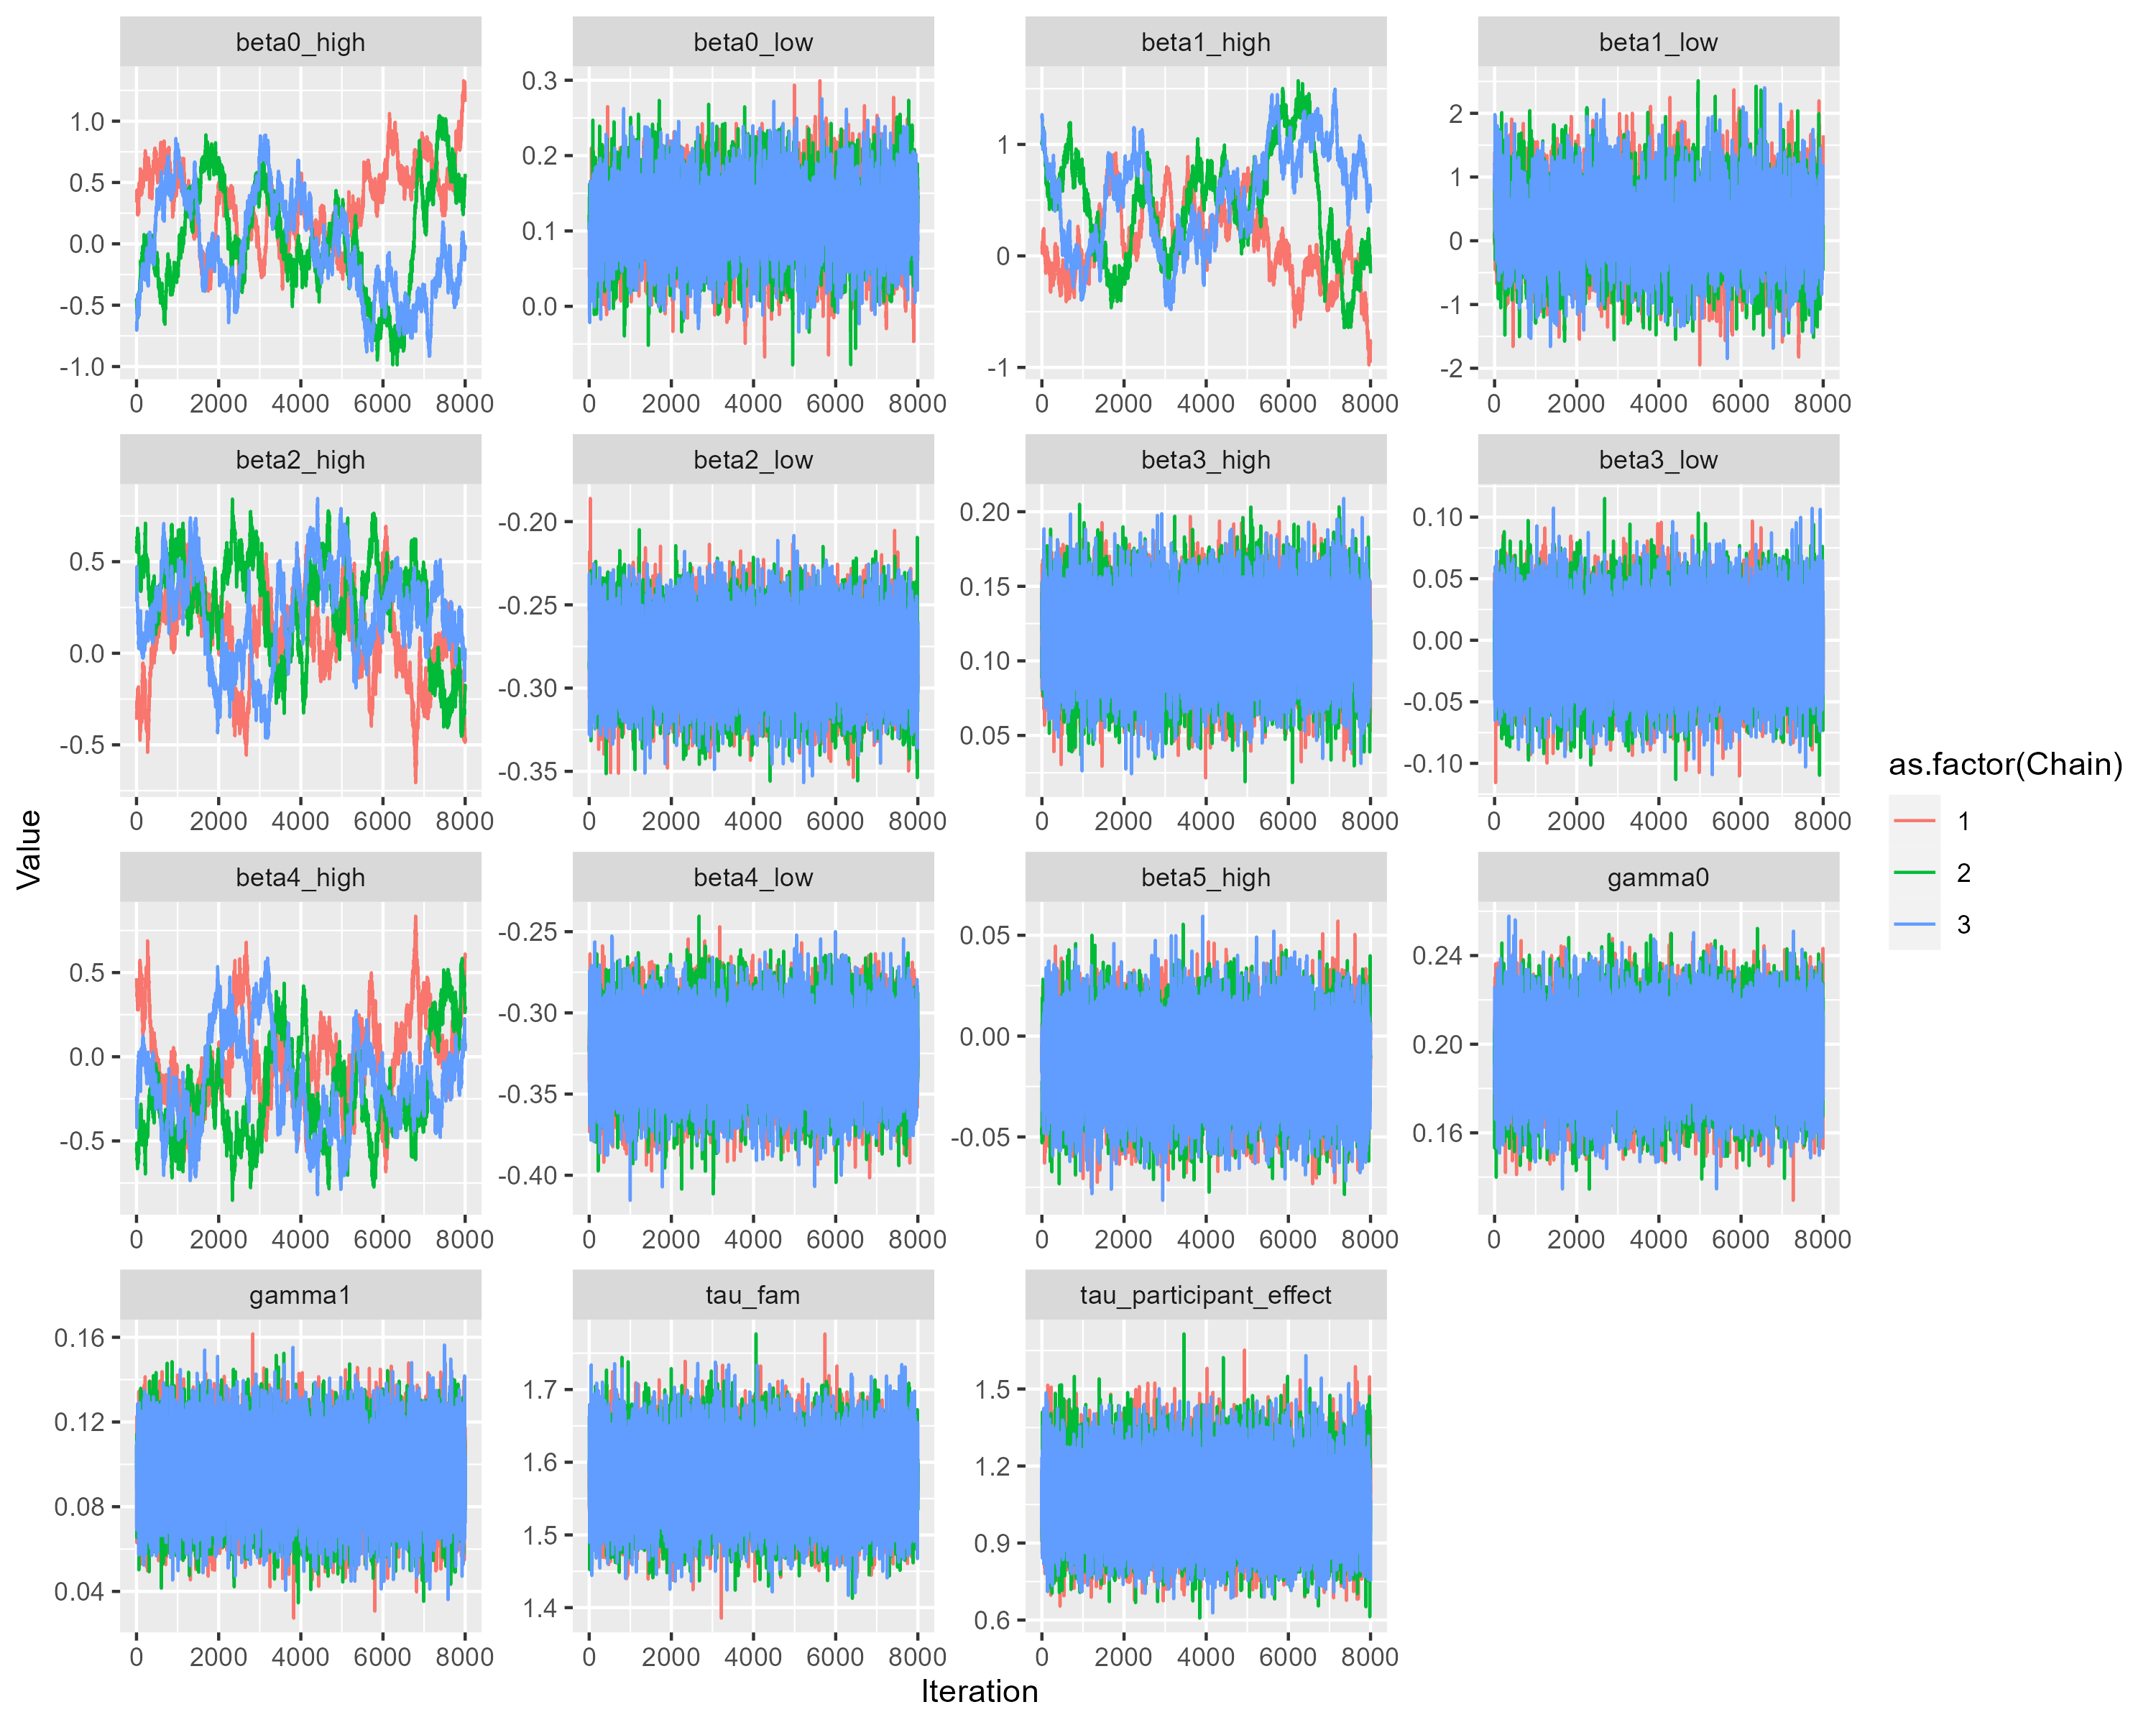 beta0_high beta0_low beta1_high beta1_low
1.0 0.5 0.0 -0.5 -1.0
0.3 0.2 0.1 0.0
1 0 -1
2 1 0 -1 -2
0 2000 4000 6000 8000 0 2000 4000 6000 8000 0 2000 4000 6000 8000 0 2000 4000 6000 8000
beta2_high beta2_low beta3_high beta3_low
0.5 0.0 -0.5
-0.20 -0.25 -0.30 -0.35
0.20 0.15 0.10 0.05
0.10 0.05 0.00 -0.05 -0.10
0 2000 4000 6000 8000 0 2000 4000 6000 8000 0 2000 4000 6000 8000 0 2000 4000 6000 8000
beta4_high beta4_low beta5_high gamma0
0.5 0.0 -0.5
-0.25 -0.30 -0.35 -0.40
0.05 0.00 -0.05
0.24 0.20 0.16
0 2000 4000 6000 8000 0 2000 4000 6000 8000 0 2000 4000 6000 8000 0 2000 4000 6000 8000
gamma1 tau_fam tau_participant_effect
0.16 0.12 0.08 0.04
1.7 1.6 1.5 1.4
1.5 1.2 0.9 0.6
0 2000 4000 6000 8000 0 2000 4000 6000 8000 0 2000 4000 6000 8000
Value
Iteration
as.factor(Chain)
1
2
3